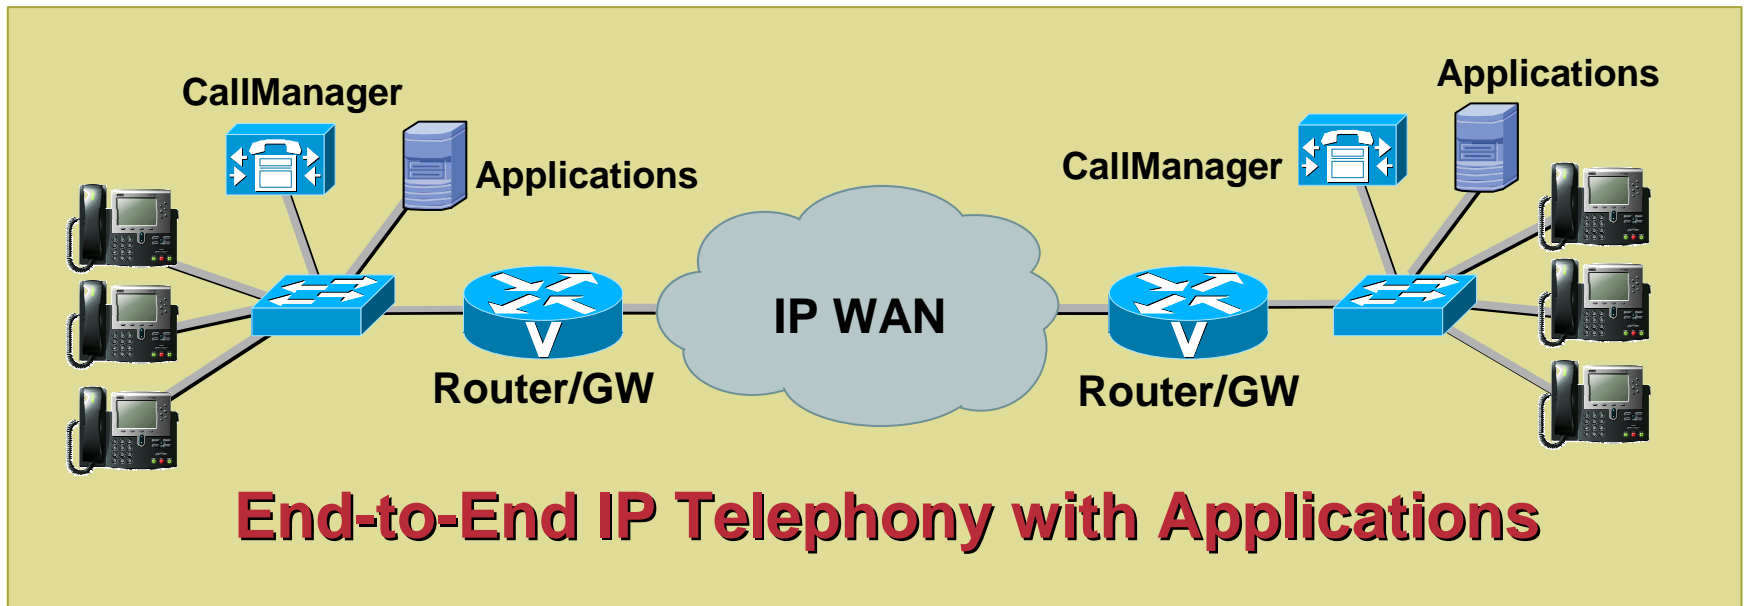 CallManager
Applications
IP WAN
V
Router/GW
CallManager
Applications
V
Router/GW
End-to-End IP Telephony with Applications